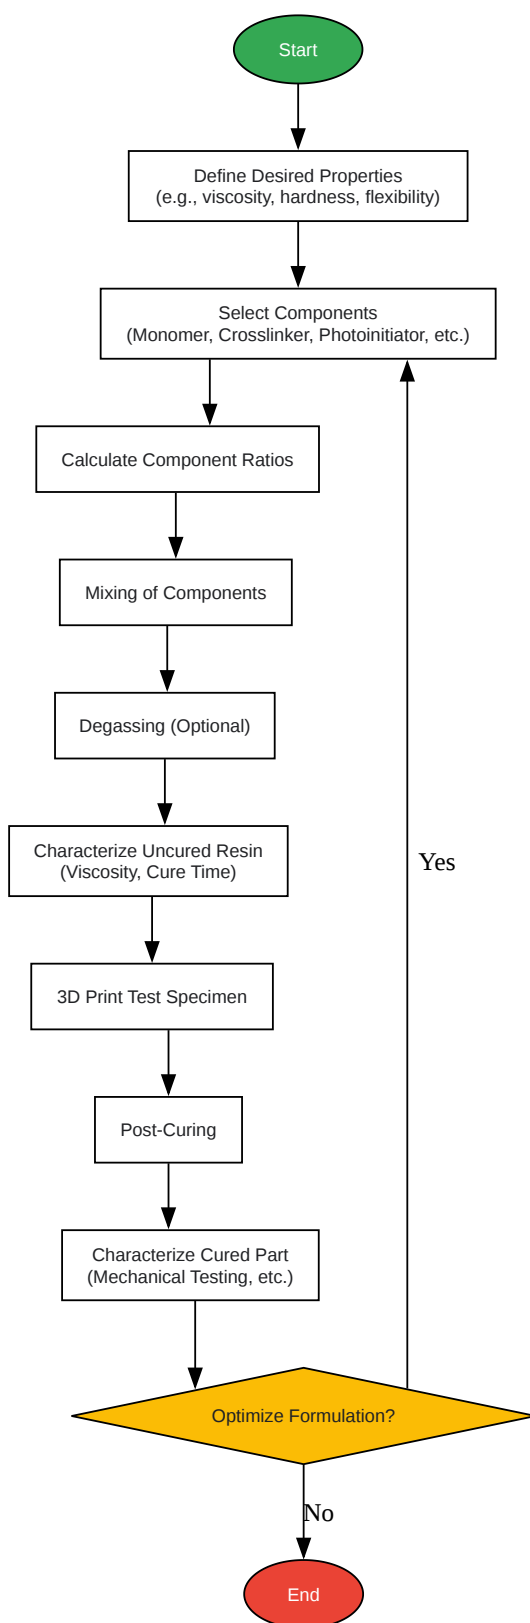 Start
Define Desired Properties
(e.g., viscosity, hardness, flexibility)
Select Components
(Monomer, Crosslinker, Photoinitiator, etc.)
Calculate Component Ratios
Mixing of Components
Degassing (Optional)
Characterize Uncured Resin
(Viscosity, Cure Time)
Yes
3D Print Test Specimen
Post-Curing
Characterize Cured Part
(Mechanical Testing, etc.)
Optimize Formulation?
No
End